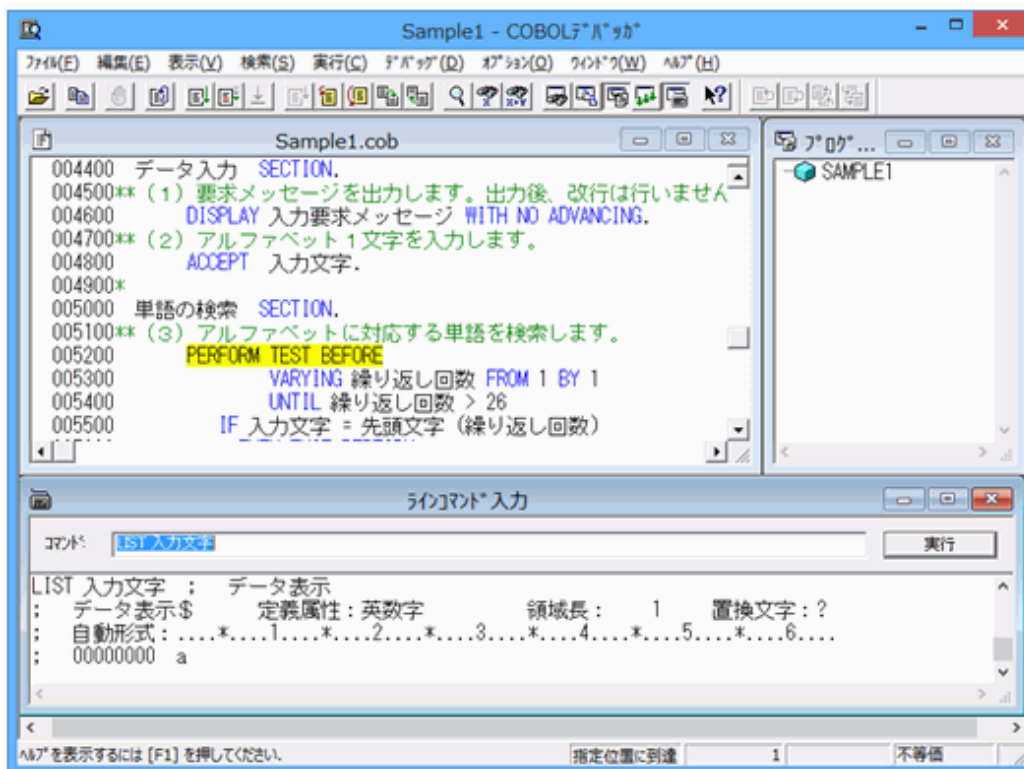 Sample1 - COBOLﾃﾞﾊﾞｯｶﾞ
ﾌｧｲﾙ(F) 編集(E) 表示(V) 検索(S) 実行(C) ﾃﾞﾊﾞｯｸﾞ(D) ｵﾌﾟｼｮﾝ(O) ｳｨﾝﾄﾞｳ(W) ﾍﾙﾌﾟ(H)
Sample1.cob
004400 データ入力 SECTION.
004500** （１）要求メッセージを出力します。出力後、改行は行いません
004600 DISPLAY 入力要求メッセージ WITH NO ADVANCING.
004700** （２）アルファベット１文字を入力します。
004800 ACCEPT 入力文字.
004900*
005000 単語の検索 SECTION.
005100** （３）アルファベットに対応する単語を検索します。
005200 PERFORM TEST BEFORE
005300 VARYING 繰り返し回数 FROM 1 BY 1
005400 UNTIL 繰り返し回数 > 26
005500 IF 入力文字 = 先頭文字 (繰り返し回数)
ﾌﾟﾛｸﾞ...
SAMPLE1
ﾗｲﾝｺﾏﾝﾄﾞ入力
ｺﾏﾝﾄﾞ: LIST 入力文字 実行
LIST 入力文字 ; データ表示
; データ表示$ 定義属性：英数字 領域長： 1 置換文字：?
; 自動形式：....*....1....*....2....*....3....*....4....*....5....*....6....
; 00000000 a
ﾍﾙﾌﾟを表示するには [F1] を押してください. 指定位置に到達 1 不等価